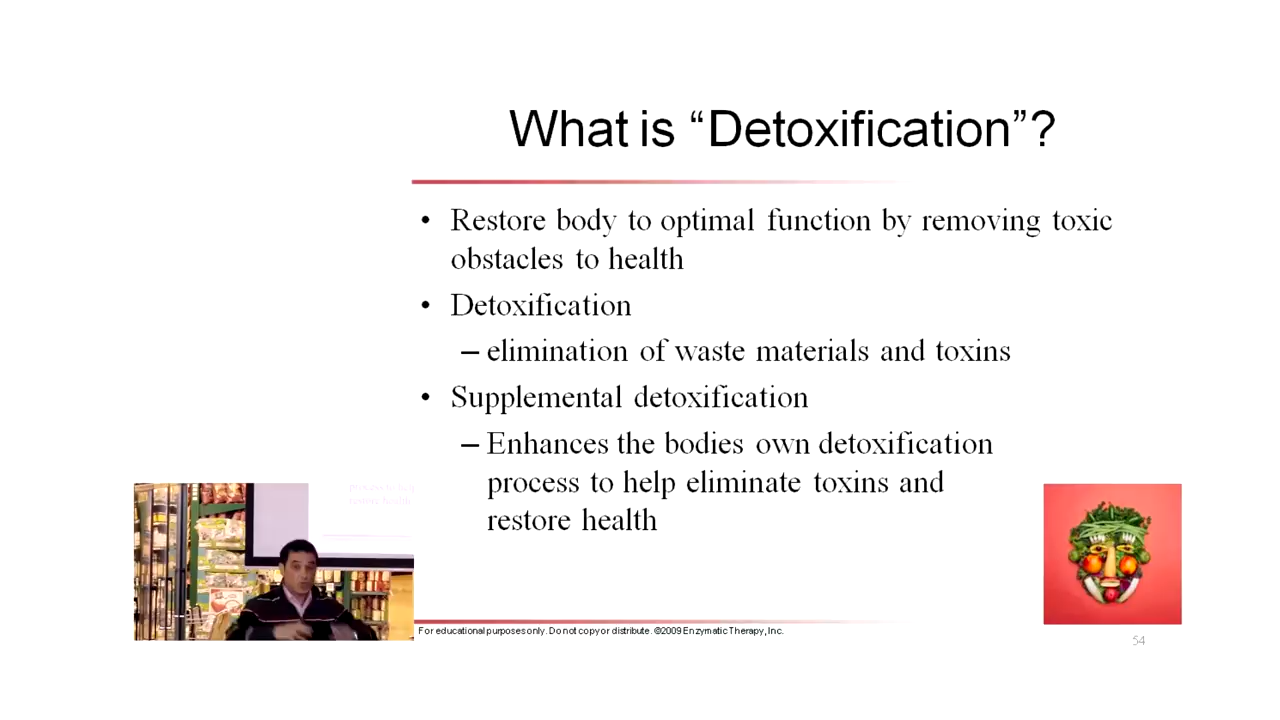 What is “Detoxification”?
• Restore body to optimal function by removing toxic
obstacles to health
• Detoxification
– elimination of waste materials and toxins
• Supplemental detoxification
– Enhances the bodies own detoxification
process to help eliminate toxins and
restore health
restore health
For educational purposes only. Do not copy or distribute. ©2009 Enzymatic Therapy, Inc.
54